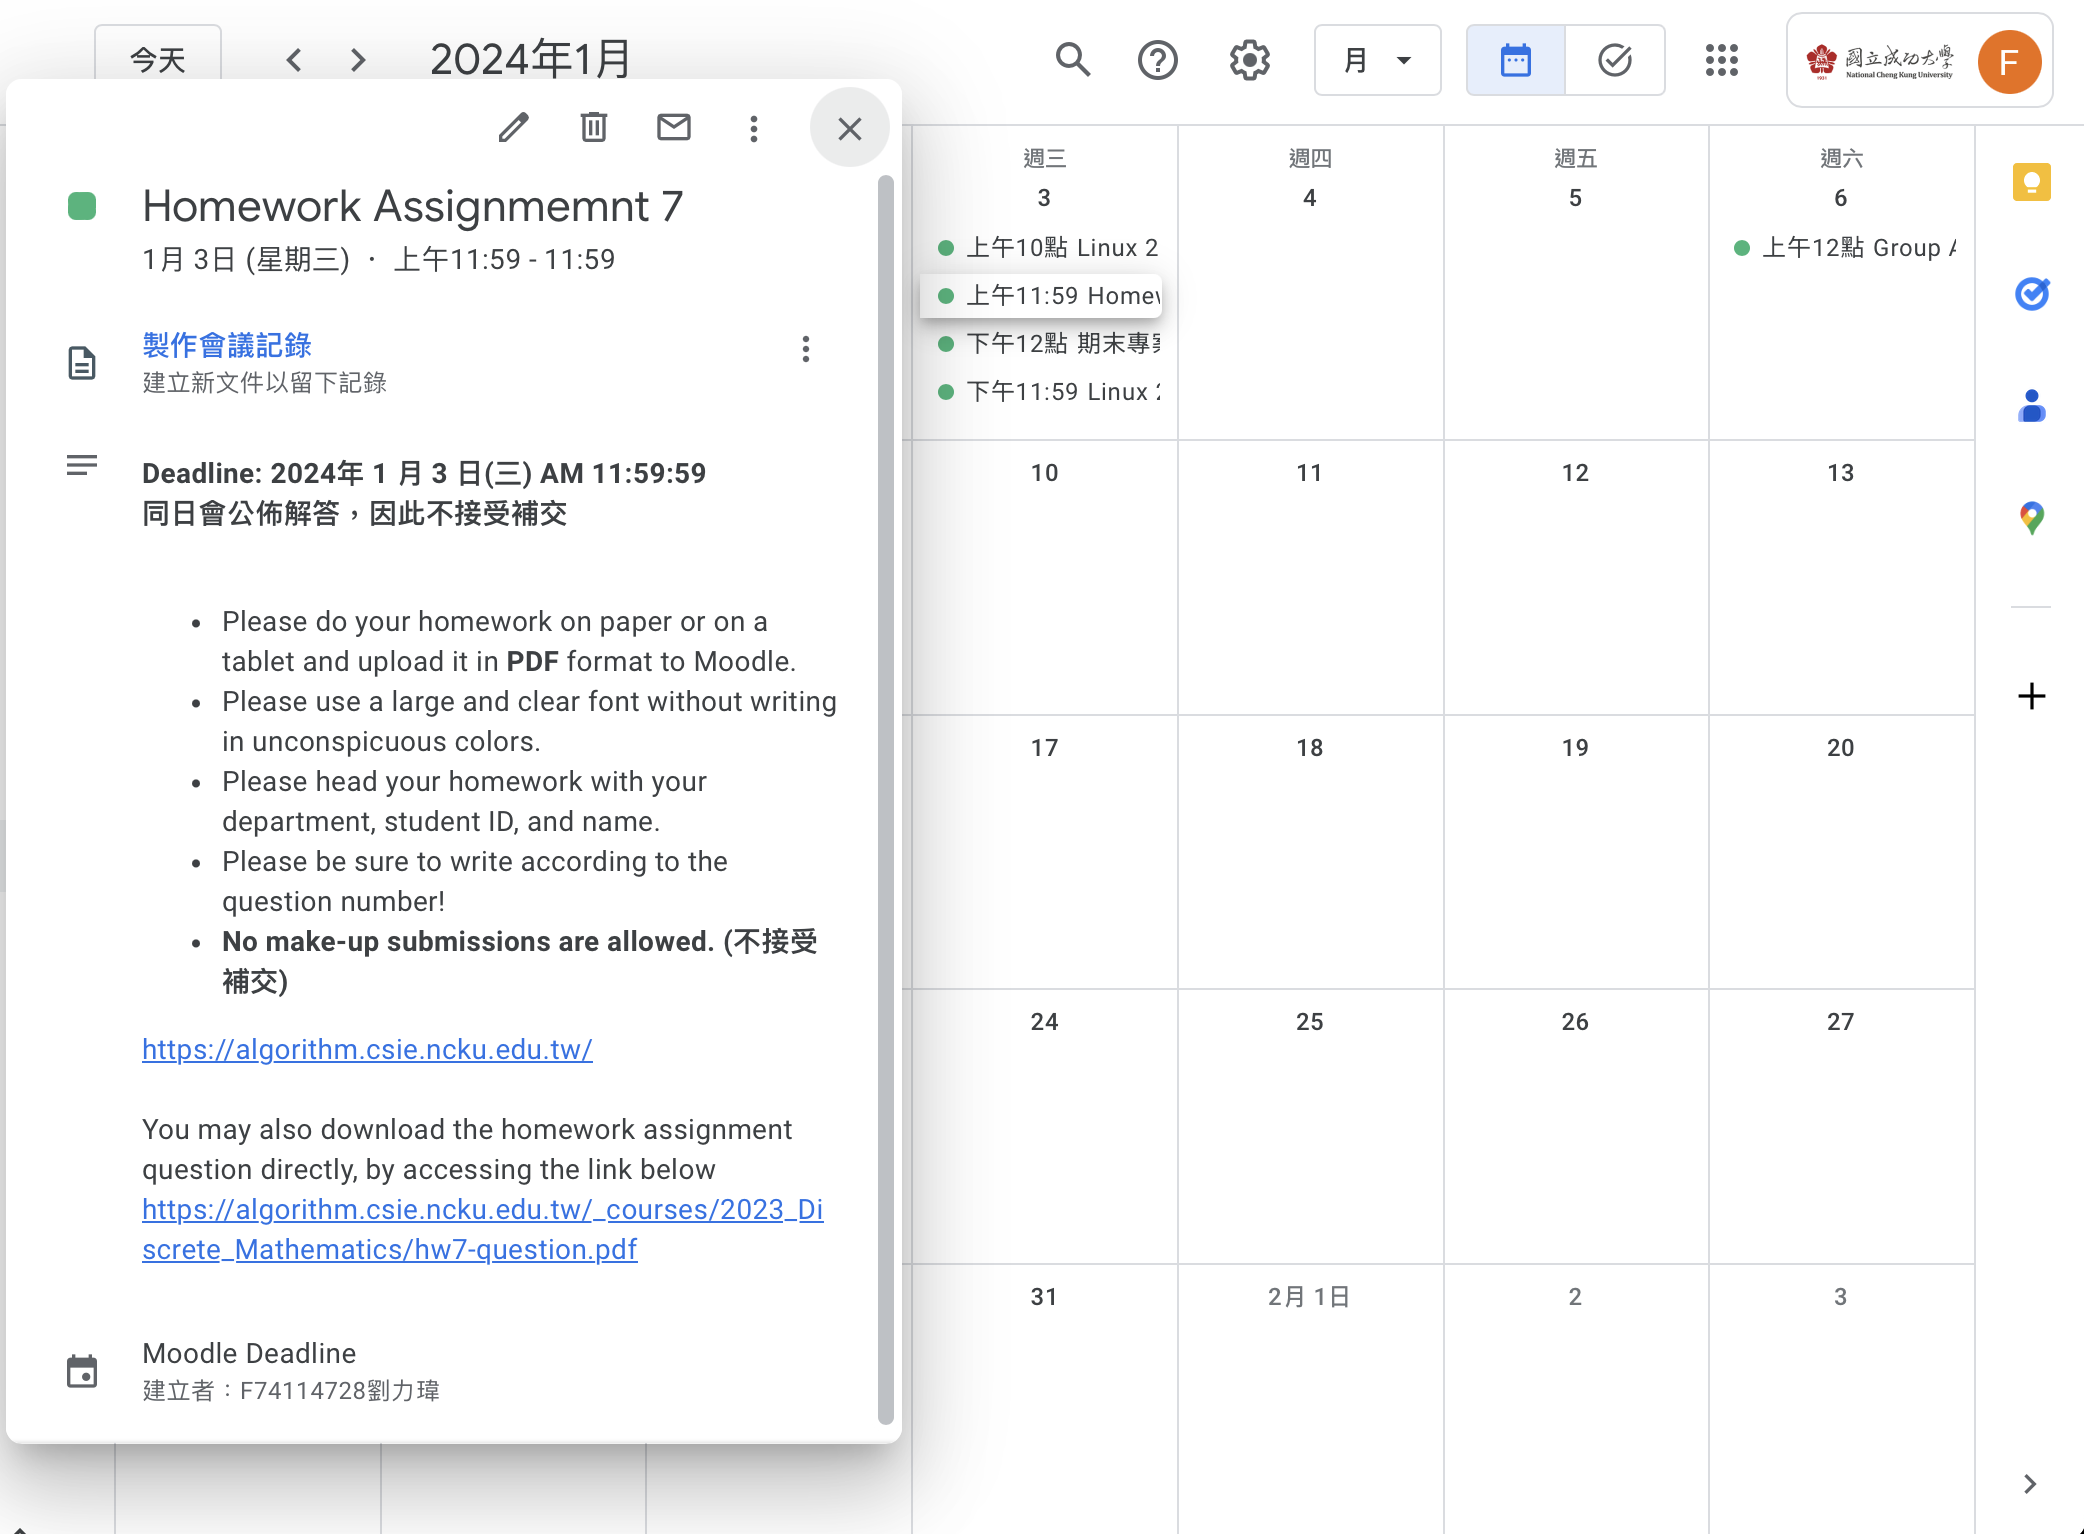 今天
2024年1月
月
國立成功大學
National Cheng Kung University
F
Homework Assignmemnt 7
1月 3日 (星期三) · 上午11:59 - 11:59
製作會議記錄
建立新文件以留下記錄
Deadline: 2024年 1 月 3 日(三) AM 11:59:59
同日會公佈解答，因此不接受補交
• Please do your homework on paper or on a
tablet and upload it in PDF format to Moodle.
• Please use a large and clear font without writing
in unconspicuous colors.
• Please head your homework with your
department, student ID, and name.
• Please be sure to write according to the
question number!
• No make-up submissions are allowed. (不接受
補交)
https://algorithm.csie.ncku.edu.tw/
You may also download the homework assignment
question directly, by accessing the link below
https://algorithm.csie.ncku.edu.tw/_courses/2023_Di
screte_Mathematics/hw7-question.pdf
Moodle Deadline
建立者：F74114728劉力瑋
週三 週四 週五 週六
3 4 5 6
上午10點 Linux 2
上午12點 Group
上午11:59 Home
下午12點 期末專
下午11:59 Linux
10 11 12 13
17 18 19 20
24 25 26 27
31 2月 1日 2 3